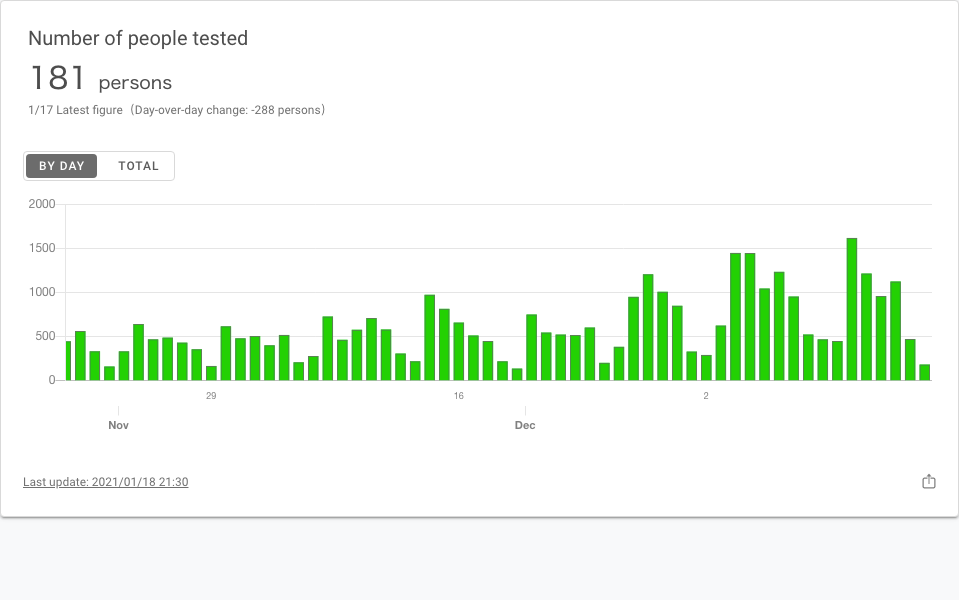 Number of people tested
181 persons
1/17 Latest figure（Day-over-day change: -288 persons）
BY DAY TOTAL
2000
1500
1000
500
0
29 16 2
Nov Dec
Last update: 2021/01/18 21:30